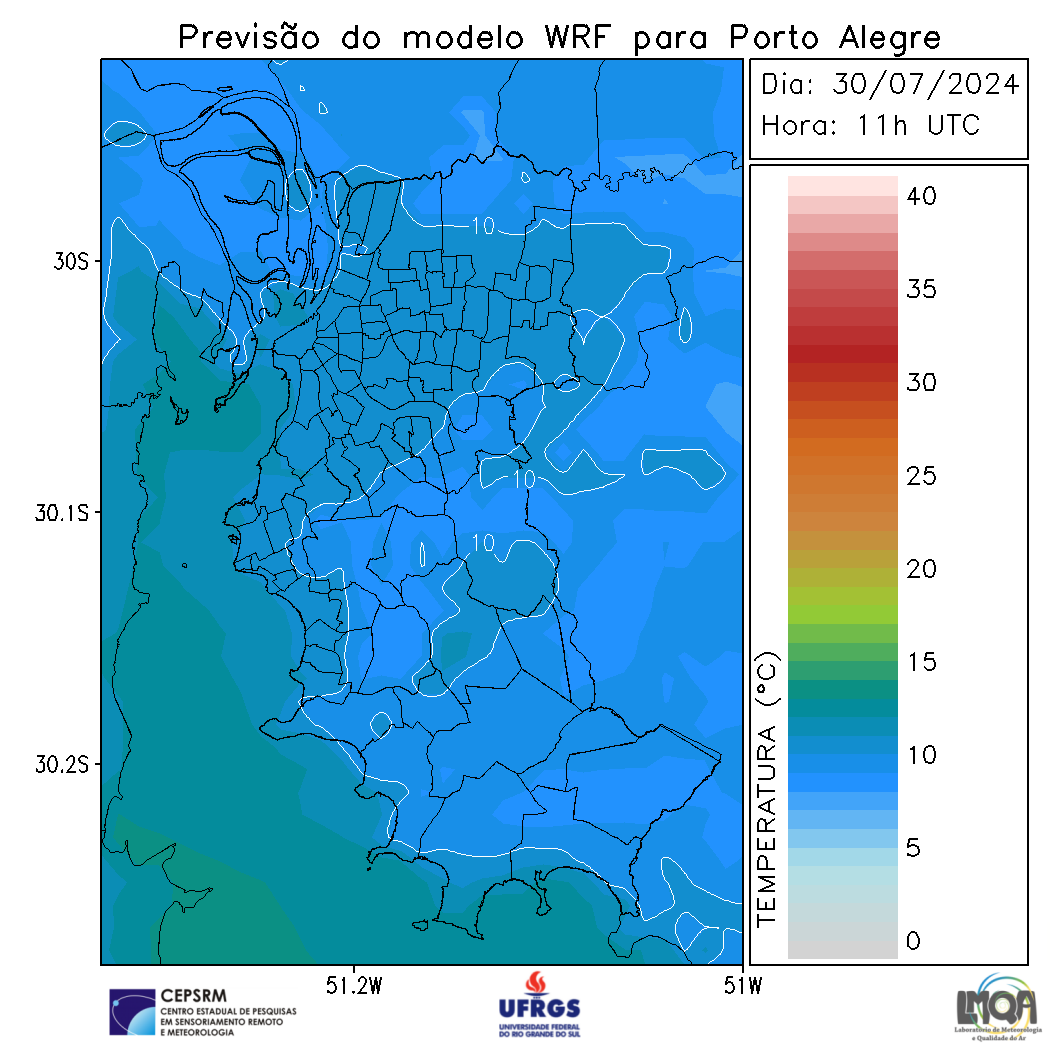 Previsão do modelo WRF para Porto Alegre
Dia: 30/07/2024
Hora: 11h UTC
30S
30.1S
30.2S
51.2W
51W
10
10
10
TEMPERATURA (°C)
40
35
30
25
20
15
10
5
0
CEPSRM
CENTRO ESTADUAL DE PESQUISAS
EM SENSORIAMENTO REMOTO
E METEOROLOGIA
UFRGS
UNIVERSIDADE FEDERAL
DO RIO GRANDE DO SUL
LMQA
Laboratório de Meteorologia
e Qualidade do Ar